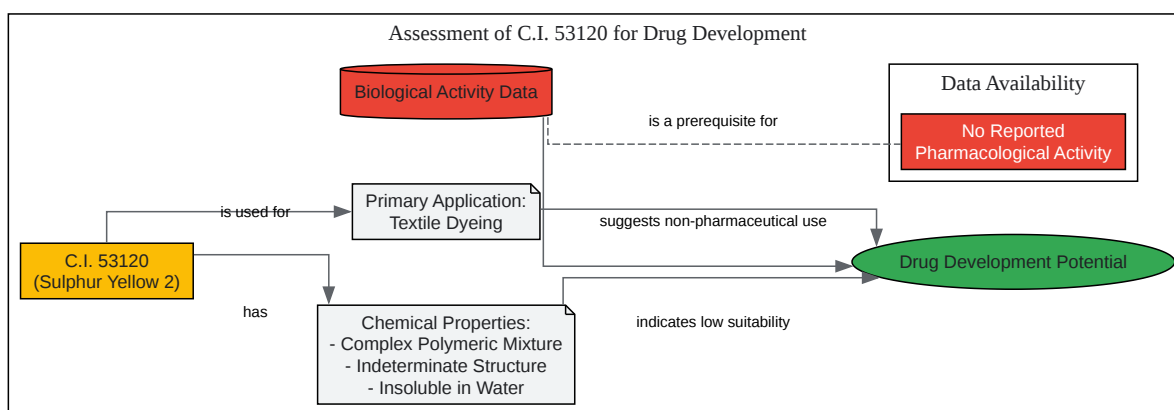 Assessment of C.I. 53120 for Drug Development
Biological Activity Data
Data Availability
is a prerequisite for
No Reported
Pharmacological Activity
Primary Application:
Textile Dyeing
is used for
suggests non-pharmaceutical use
C.I. 53120
(Sulphur Yellow 2)
Drug Development Potential
has
Chemical Properties:
- Complex Polymeric Mixture
- Indeterminate Structure
- Insoluble in Water
indicates low suitability